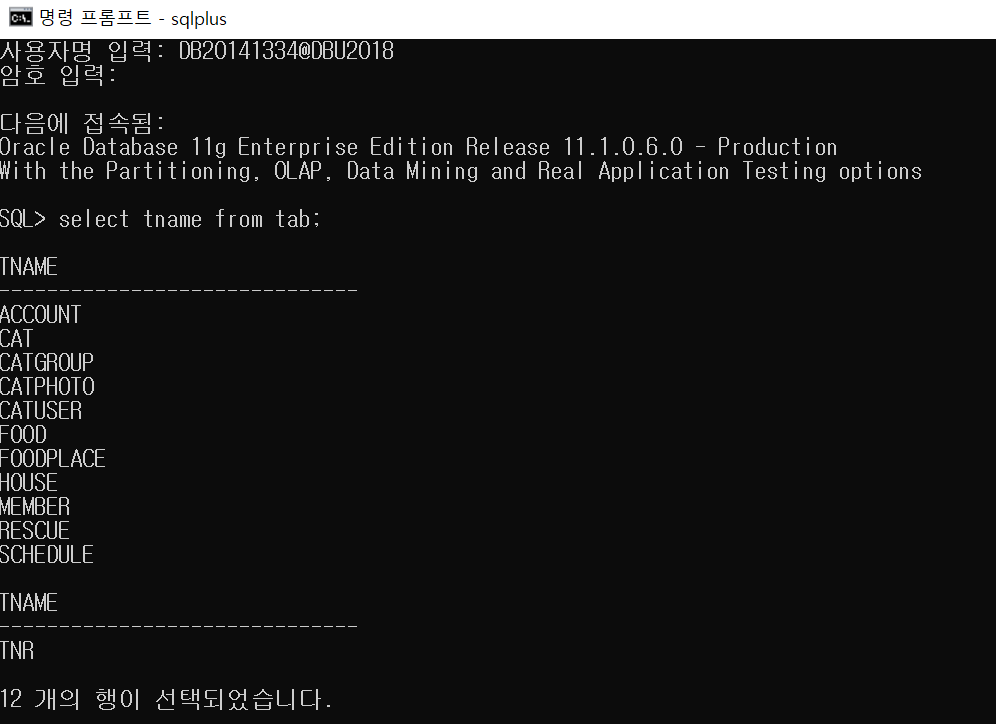 명령 프롬프트 - sqlplus
사용자명 입력: DB20141334@DBU2018
암호 입력:
다음에 접속됨:
Oracle Database 11g Enterprise Edition Release 11.1.0.6.0 - Production
With the Partitioning, OLAP, Data Mining and Real Application Testing options
SQL> select tname from tab;
TNAME
------------------------------
ACCOUNT
CAT
CATGROUP
CATPHOTO
CATUSER
FOOD
FOODPLACE
HOUSE
MEMBER
RESCUE
SCHEDULE
TNAME
------------------------------
TNR
12 개의 행이 선택되었습니다.